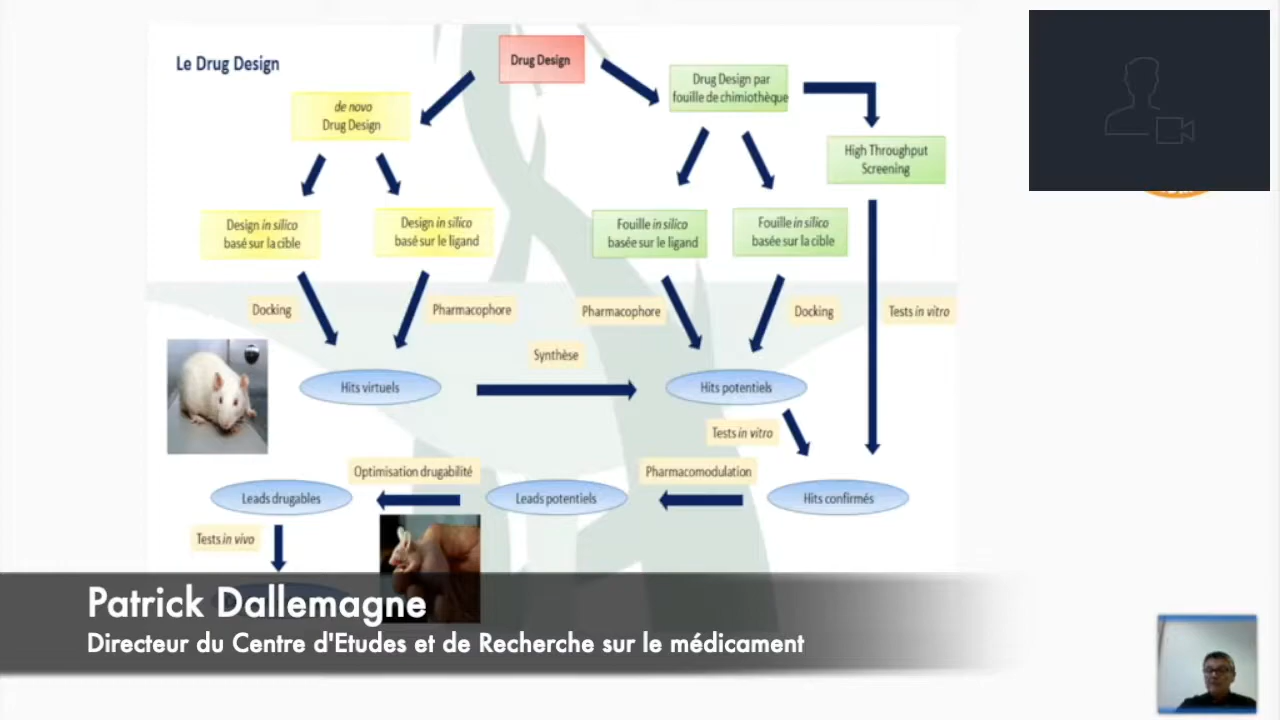 Le Drug Design
Drug Design
de novo
Drug Design
Drug Design par
fouille de chimiothèque
High Throughput
Screening
Design in silico
basé sur la cible
Design in silico
basé sur le ligand
Fouille in silico
basée sur le ligand
Fouille in silico
basée sur la cible
Docking
Pharmacophore
Pharmacophore
Docking
Tests in vitro
Synthèse
Hits virtuels
Hits potentiels
Tests in vitro
Optimisation drugabilité
Pharmacomodulation
Leads drugables
Leads potentiels
Hits confirmés
Tests in vivo
Patrick Dallemagne
Directeur du Centre d'Etudes et de Recherche sur le médicament